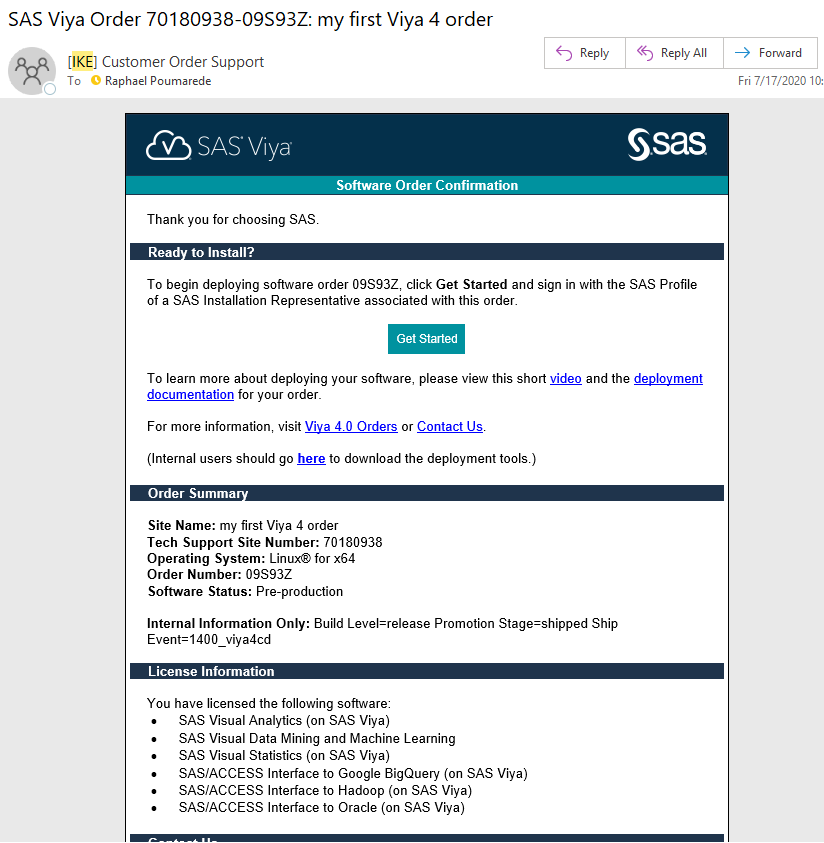 SAS Viya Order 70180938-09S93Z: my first Viya 4 order
[IKE] Customer Order Support
To Raphael Poumarede
Reply
Reply All
Forward
Fri 7/17/2020 10:
SAS® Viya®
sas
Software Order Confirmation
Thank you for choosing SAS.
Ready to Install?
To begin deploying software order 09S93Z, click Get Started and sign in with the SAS Profile
of a SAS Installation Representative associated with this order.
Get Started
To learn more about deploying your software, please view this short video and the deployment
documentation for your order.
For more information, visit Viya 4.0 Orders or Contact Us.
(Internal users should go here to download the deployment tools.)
Order Summary
Site Name: my first Viya 4 order
Tech Support Site Number: 70180938
Operating System: Linux® for x64
Order Number: 09S93Z
Software Status: Pre-production
Internal Information Only: Build Level=release Promotion Stage=shipped Ship
Event=1400_viya4cd
License Information
You have licensed the following software:
• SAS Visual Analytics (on SAS Viya)
• SAS Visual Data Mining and Machine Learning
• SAS Visual Statistics (on SAS Viya)
• SAS/ACCESS Interface to Google BigQuery (on SAS Viya)
• SAS/ACCESS Interface to Hadoop (on SAS Viya)
• SAS/ACCESS Interface to Oracle (on SAS Viya)
Contact Us